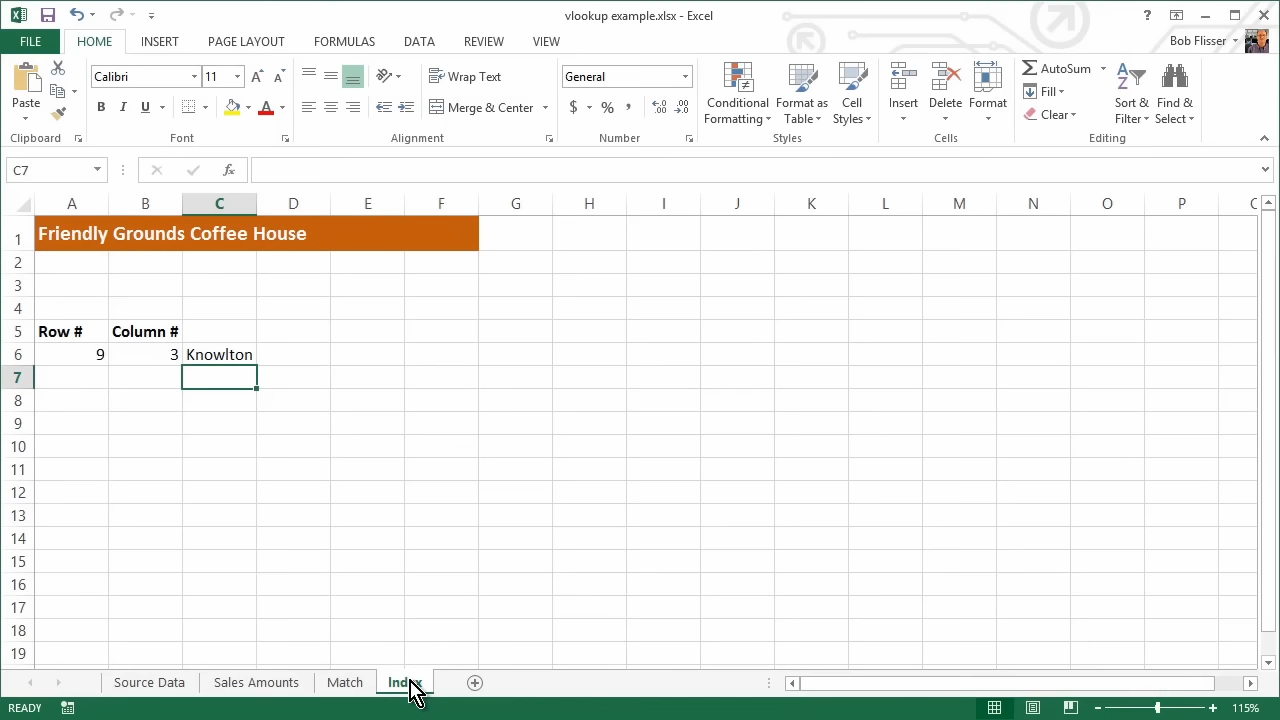 vlookup example.xlsx - Excel
?
FILE HOME INSERT PAGE LAYOUT FORMULAS DATA REVIEW VIEW Bob Flisser
Paste Calibri 11 A A Wrap Text General Conditional Formatting Format as Table Cell Styles Insert Delete Format AutoSum Sort & Filter Find & Select
B I U A Merge & Center $ % , Fill
Clear
Clipboard Font Alignment Number Styles Cells Editing
C7 fx
A B C D E F G H I J K L M N O P
1 Friendly Grounds Coffee House
2
3
4
5 Row # Column #
6 9 3 Knowlton
7
8
9
10
11
12
13
14
15
16
17
18
19
Source Data Sales Amounts Match Index
READY 115%